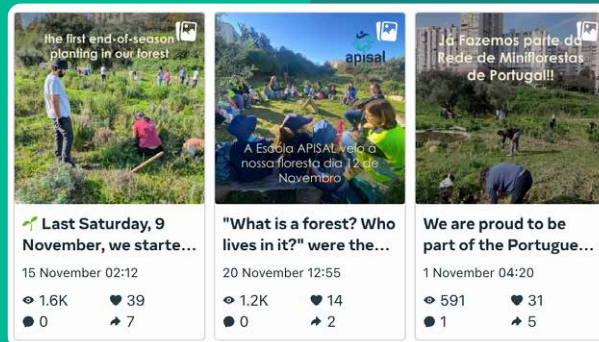 the first end-of-season
planting in our forest
🌱 Last Saturday, 9
November, we starte...
15 November 02:12
1.6K 39
0 7
apisal
A Escola APISAL veio à
nossa floresta dia 12 de
Novembro
"What is a forest? Who
lives in it?" were the...
20 November 12:55
1.2K 14
0 2
Já Fazemos parte da
Rede de Miniflorestas
de Portugal!!
We are proud to be
part of the Portugue...
1 November 04:20
591 31
1 5